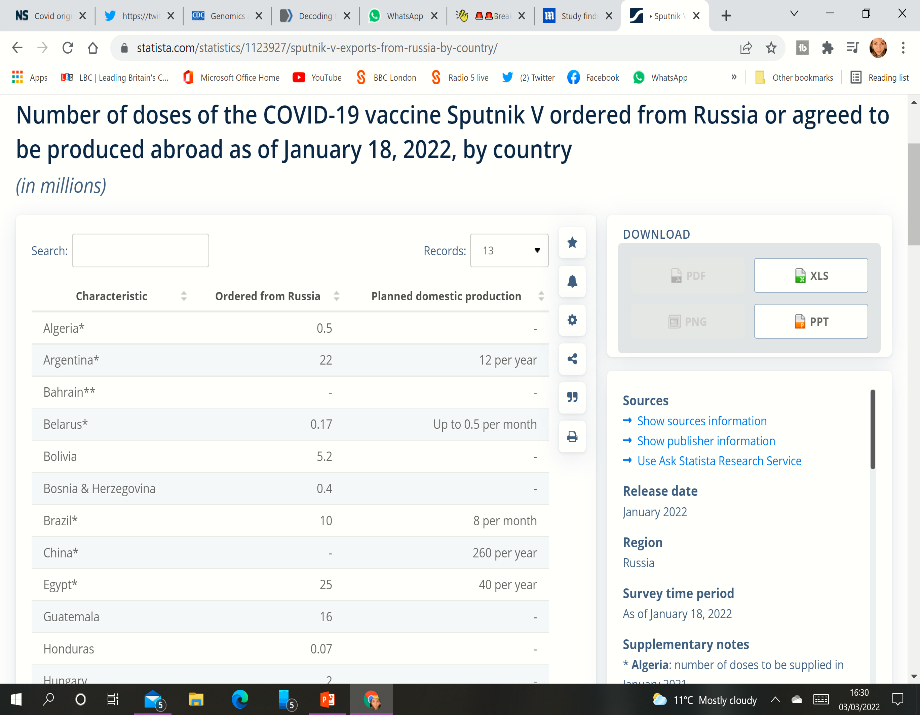 Covid orig
https://twi
CDC Genomics
Decoding
WhatsApp
Brea
Study find
• Sputnik V
statista.com/statistics/1123927/sputnik-v-exports-from-russia-by-country/
Apps
LBC | Leading Britain's C...
Microsoft Office Home
YouTube
BBC London
Radio 5 live
(2) Twitter
Facebook
WhatsApp
»
Other bookmarks
Reading list
Number of doses of the COVID-19 vaccine Sputnik V ordered from Russia or agreed to
be produced abroad as of January 18, 2022, by country
(in millions)
Search:
Records: 13
Characteristic Ordered from Russia Planned domestic production
Algeria* 0.5 -
Argentina* 22 12 per year
Bahrain** - -
Belarus* 0.17 Up to 0.5 per month
Bolivia 5.2 -
Bosnia & Herzegovina 0.4 -
Brazil* 10 8 per month
China* - 260 per year
Egypt* 25 40 per year
Guatemala 16 -
Honduras 0.07 -
Hungary 2 -
DOWNLOAD
PDF XLS
PNG PPT
Sources
→ Show sources information
→ Show publisher information
→ Use Ask Statista Research Service
Release date
January 2022
Region
Russia
Survey time period
As of January 18, 2022
Supplementary notes
* Algeria: number of doses to be supplied in
January 2021
11°C Mostly cloudy
16:30
03/03/2022